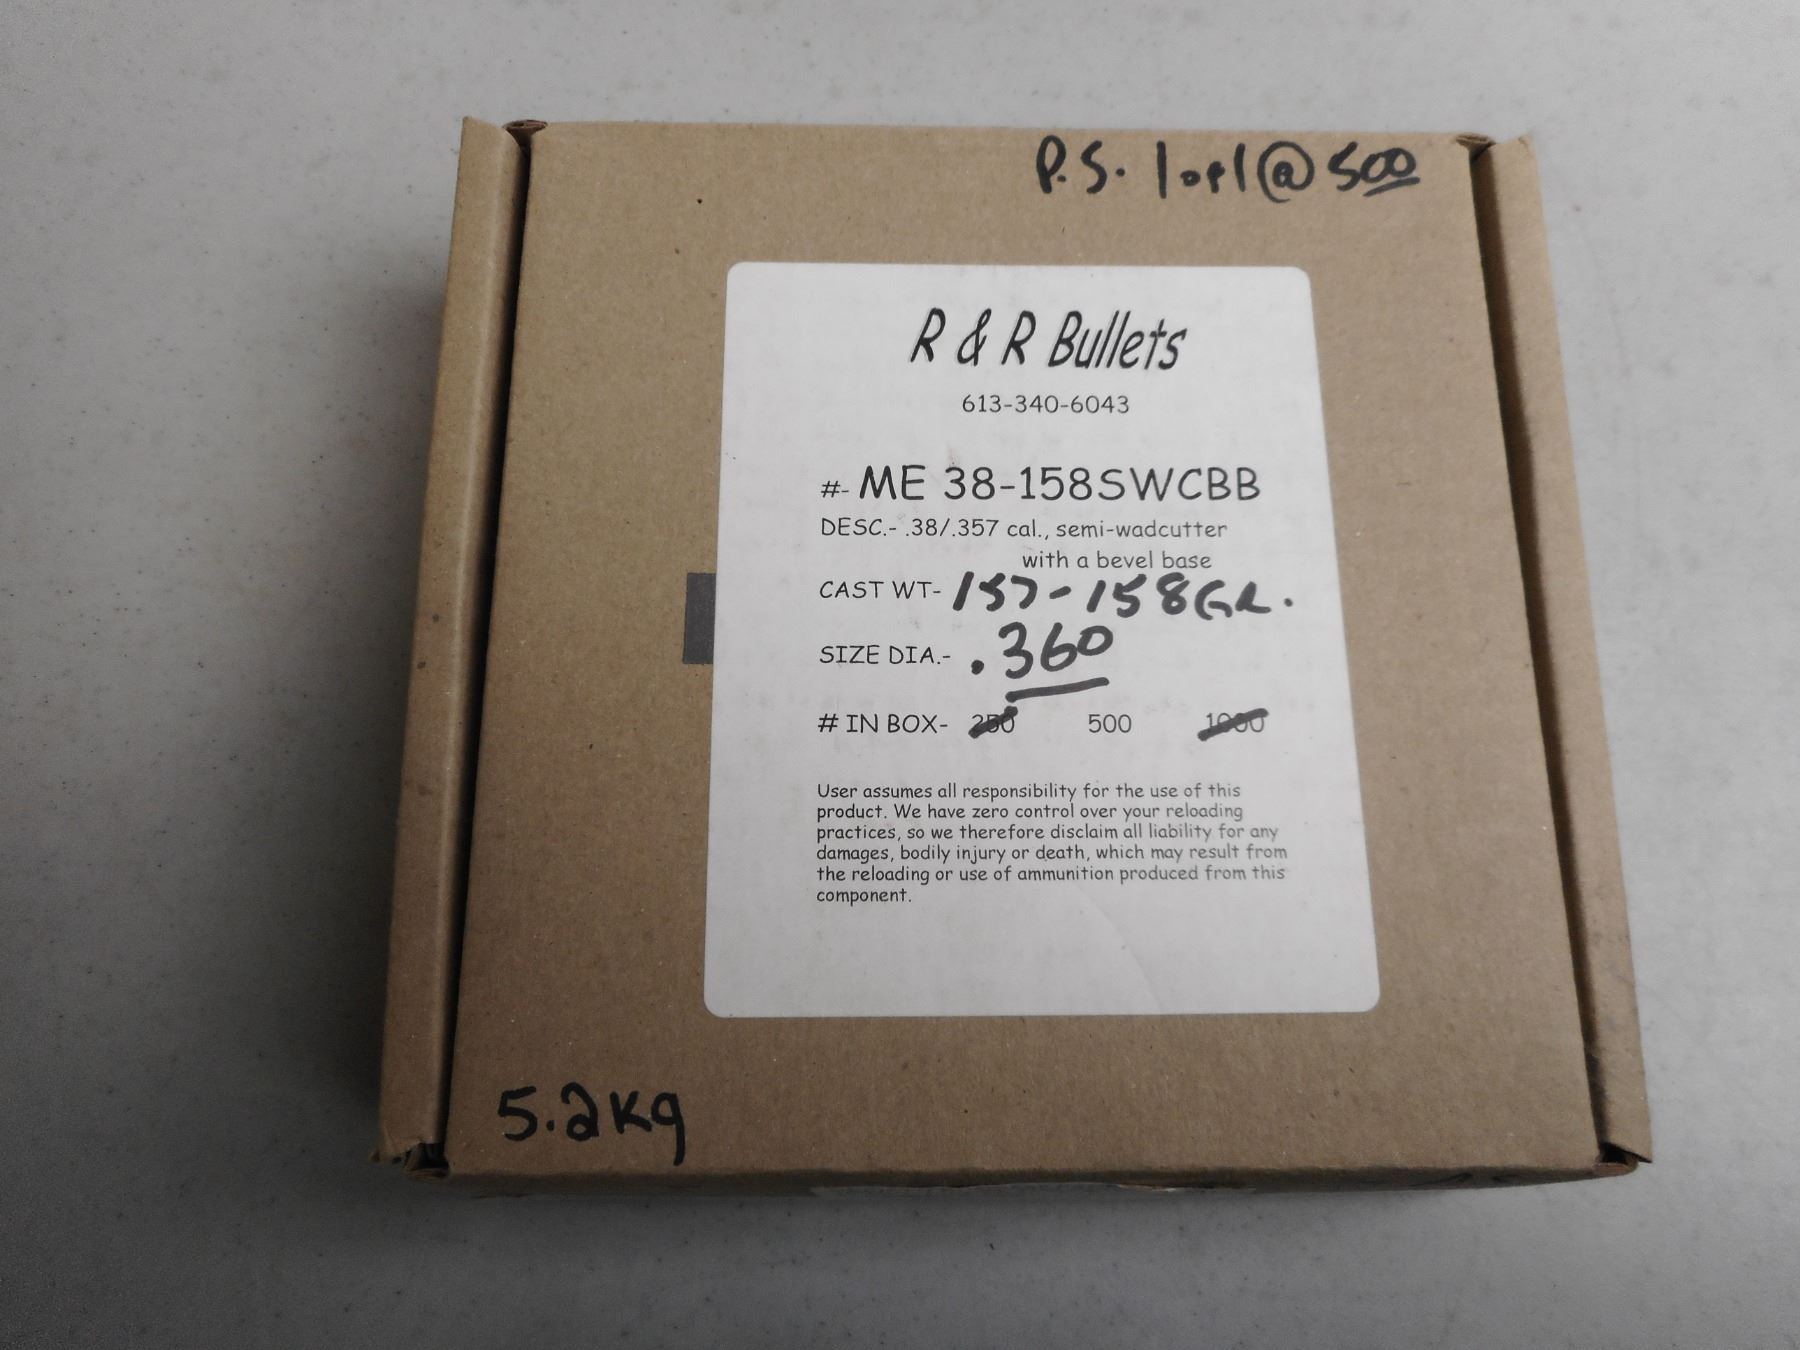 P.S. 1 of 1 @ 500
R & R Bullets
613-340-6043
#- ME 38-158SWCBB
DESC.- .38/.357 cal., semi-wadcutter
with a bevel base
CAST WT- 157-158GR.
SIZE DIA.- .360
# IN BOX- 250 500 1000
User assumes all responsibility for the use of this
product. We have zero control over your reloading
practices, so we therefore disclaim all liability for any
damages, bodily injury or death, which may result from
the reloading or use of ammunition produced from this
component.
5.2kg